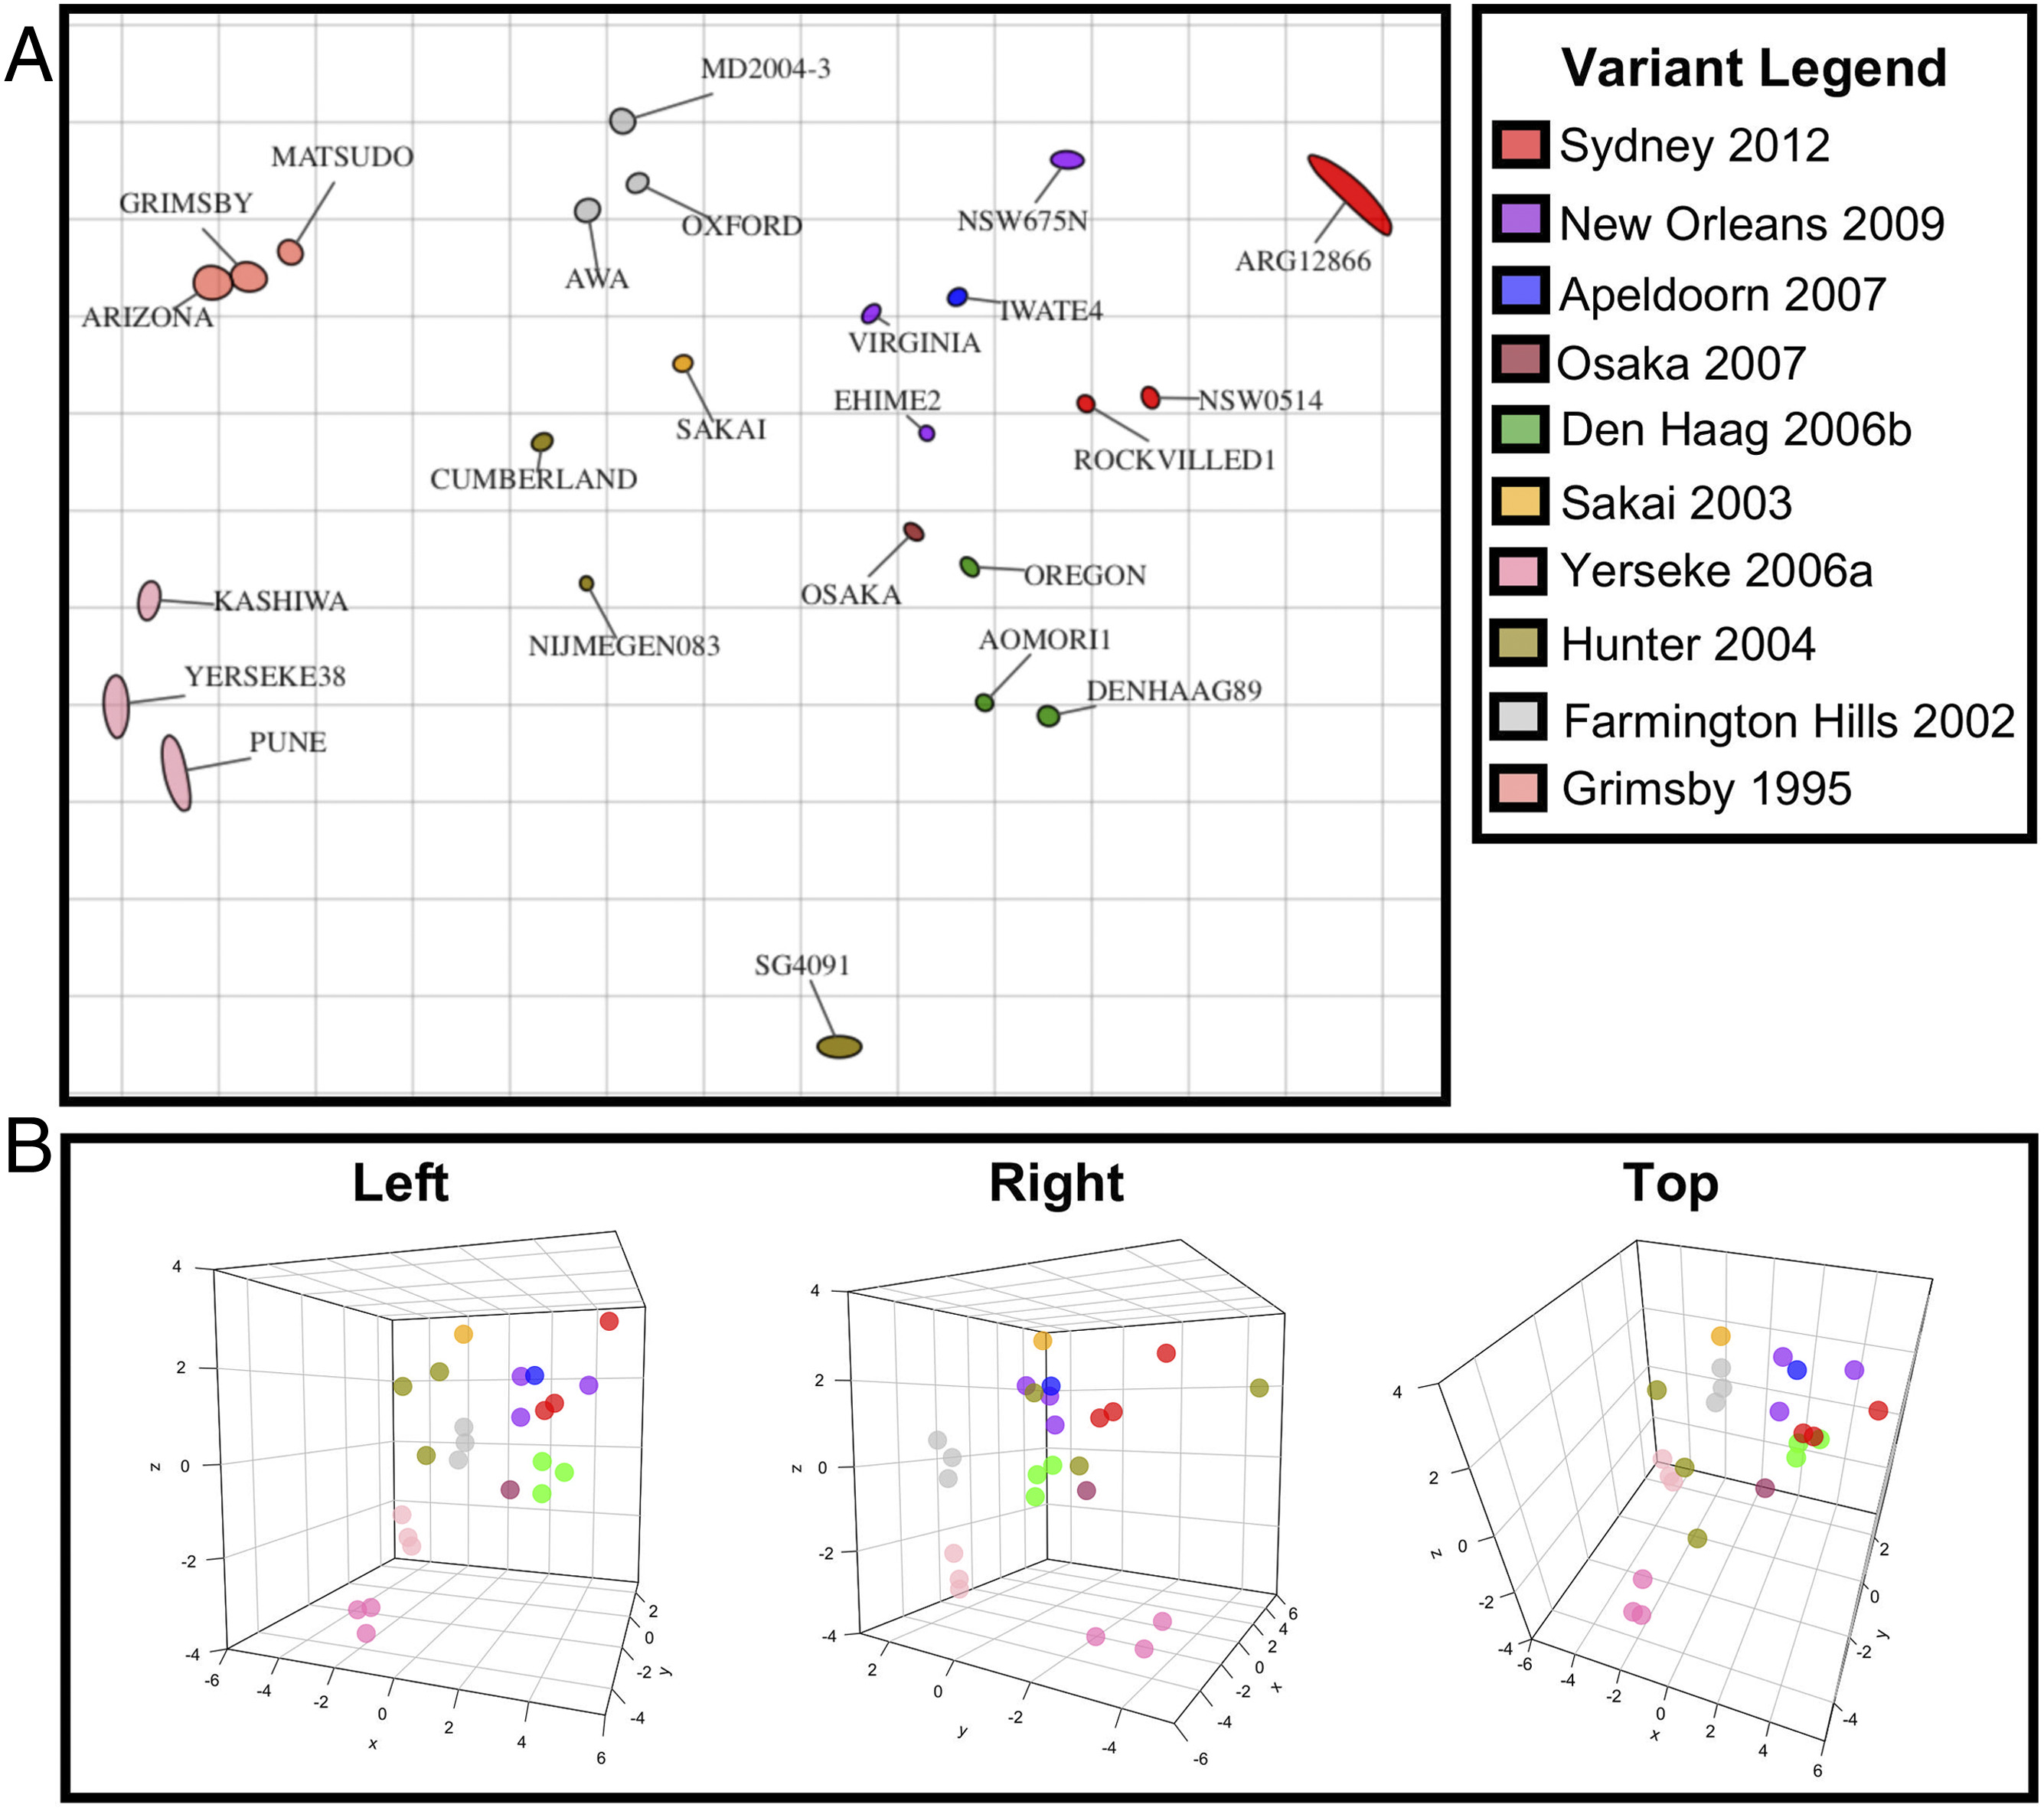 A
MD2004-3
MATSUDO
GRIMSBY
ARIZONA
OXFORD
AWA
NSW675N
ARG12866
IWATE4
VIRGINIA
SAKAI
EHIME2
NSW0514
ROCKVILLED1
CUMBERLAND
OSAKA
OREGON
KASHIWA
NIJMEGEN083
AOMORI1
YERSEKE38
DENHAAG89
PUNE
SG4091
Variant Legend
Sydney 2012
New Orleans 2009
Apeldoorn 2007
Osaka 2007
Den Haag 2006b
Sakai 2003
Yerseke 2006a
Hunter 2004
Farmington Hills 2002
Grimsby 1995
B
Left
4
2
z 0
-2
-4
-6
-4
-2
0
2
4
6
x
2
0
-2 y
-4
Right
4
2
z 0
-2
-4
2
0
-2
-4
y
6
4
2
0
-2 x
-4
-6
Top
4
2
z 0
-2
-4
-6
-4
-2
0
2
4
6
x
2
0
y
-2
-4